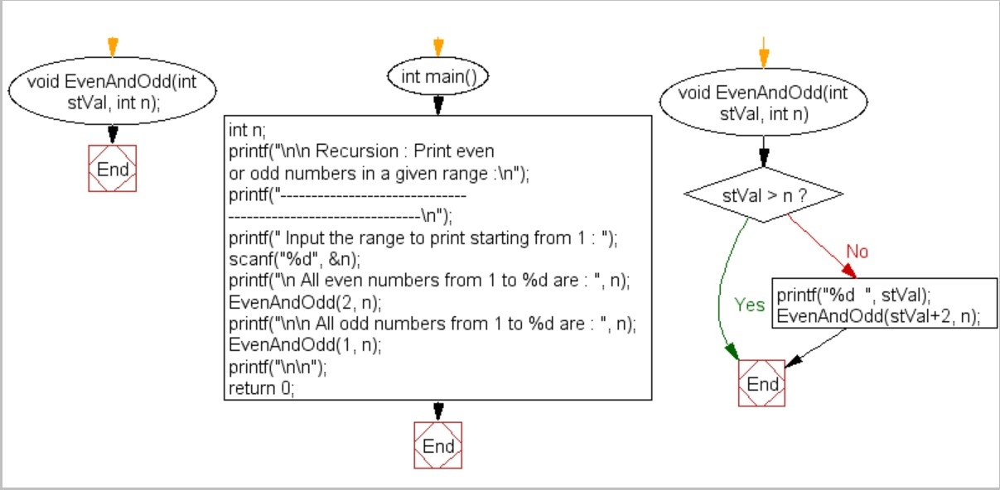 void EvenAndOdd(int
stVal, int n);
End
int main()
int n;
printf("\n\n Recursion : Print even
or odd numbers in a given range :\n");
printf("------------------------------
-------------------------------\n");
printf(" Input the range to print starting from 1 : ");
scanf("%d", &n);
printf("\n All even numbers from 1 to %d are : ", n);
EvenAndOdd(2, n);
printf("\n\n All odd numbers from 1 to %d are : ", n);
EvenAndOdd(1, n);
printf("\n\n");
return 0;
End
void EvenAndOdd(int
stVal, int n)
stVal > n ?
No
Yes
printf("%d  ", stVal);
EvenAndOdd(stVal+2, n);
End